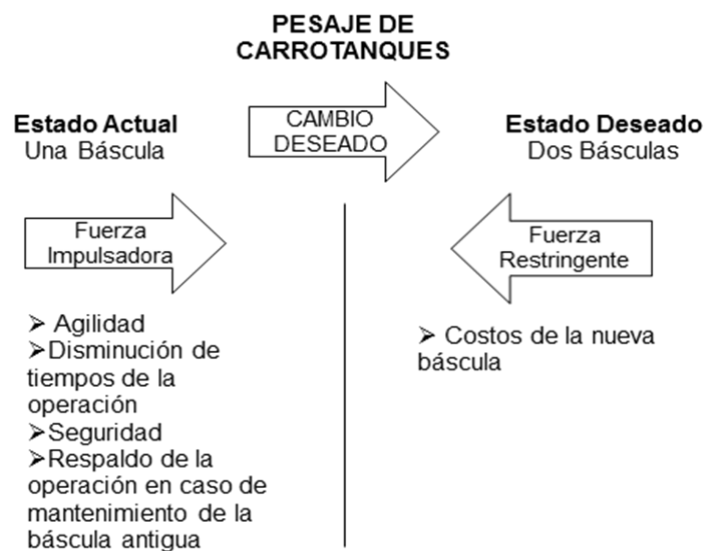 PESAJE DE
CARROTANQUES
CAMBIO
DESEADO
Estado Actual
Una Báscula
Estado Deseado
Dos Básculas
Fuerza
Impulsadora
Fuerza
Restringente
➢ Agilidad
➢Disminución de
tiempos de la
operación
➢Seguridad
➢Respaldo de la
operación en caso de
mantenimiento de la
báscula antigua
➢ Costos de la nueva
báscula